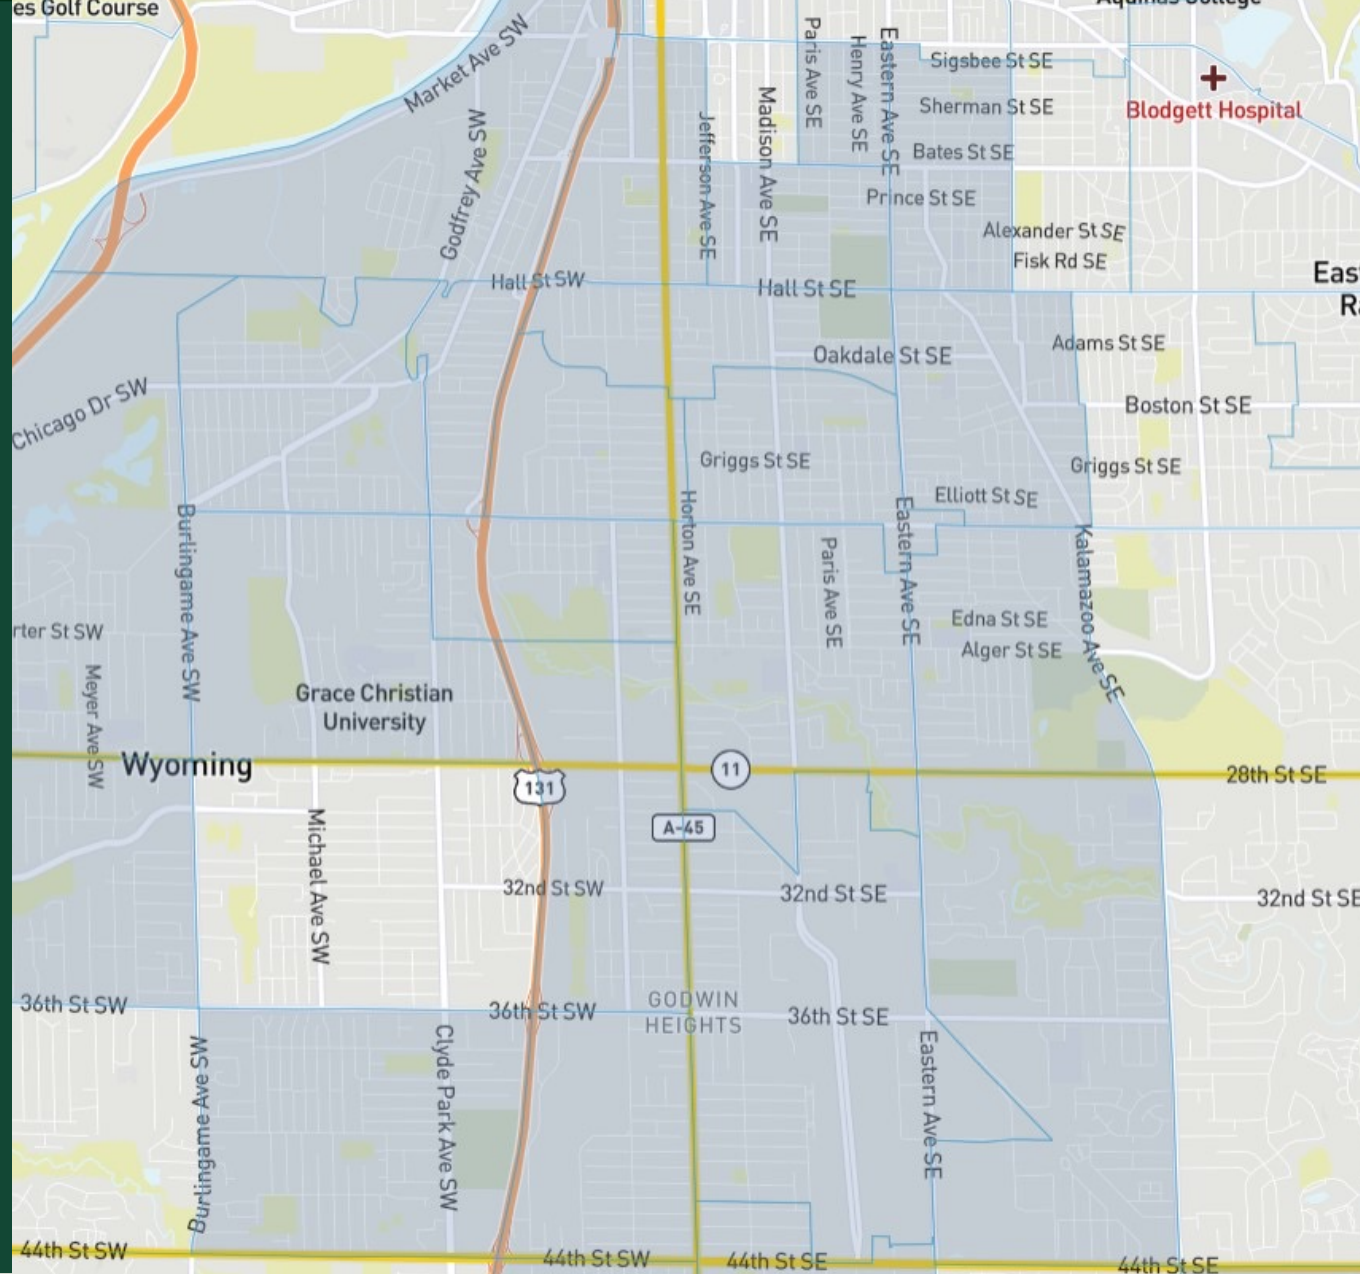 es Golf Course
Aquinas College
Market Ave SW
Paris Ave SE
Henry Ave SE
Eastern Ave SE
Sigsbee St SE
Sherman St SE
Blodgett Hospital
Godfrey Ave SW
Jefferson Ave SE
Madison Ave SE
Bates St SE
Prince St SE
Alexander St SE
Fisk Rd SE
Hall St SW
Hall St SE
East
Ra
Oakdale St SE
Adams St SE
Chicago Dr SW
Boston St SE
Griggs St SE
Griggs St SE
Elliott St SE
Burlingame Ave SW
Horton Ave SE
Paris Ave SE
Eastern Ave SE
Kalamazoo Ave SE
rter St SW
Edna St SE
Alger St SE
Meyer Ave SW
Grace Christian
University
Wyoming
131
11
28th St SE
A-45
Michael Ave SW
32nd St SW
32nd St SE
32nd St SE
36th St SW
36th St SW
GODWIN
HEIGHTS
36th St SE
Burlingame Ave SW
Clyde Park Ave SW
Eastern Ave SE
44th St SW
44th St SW
44th St SE
44th St SE